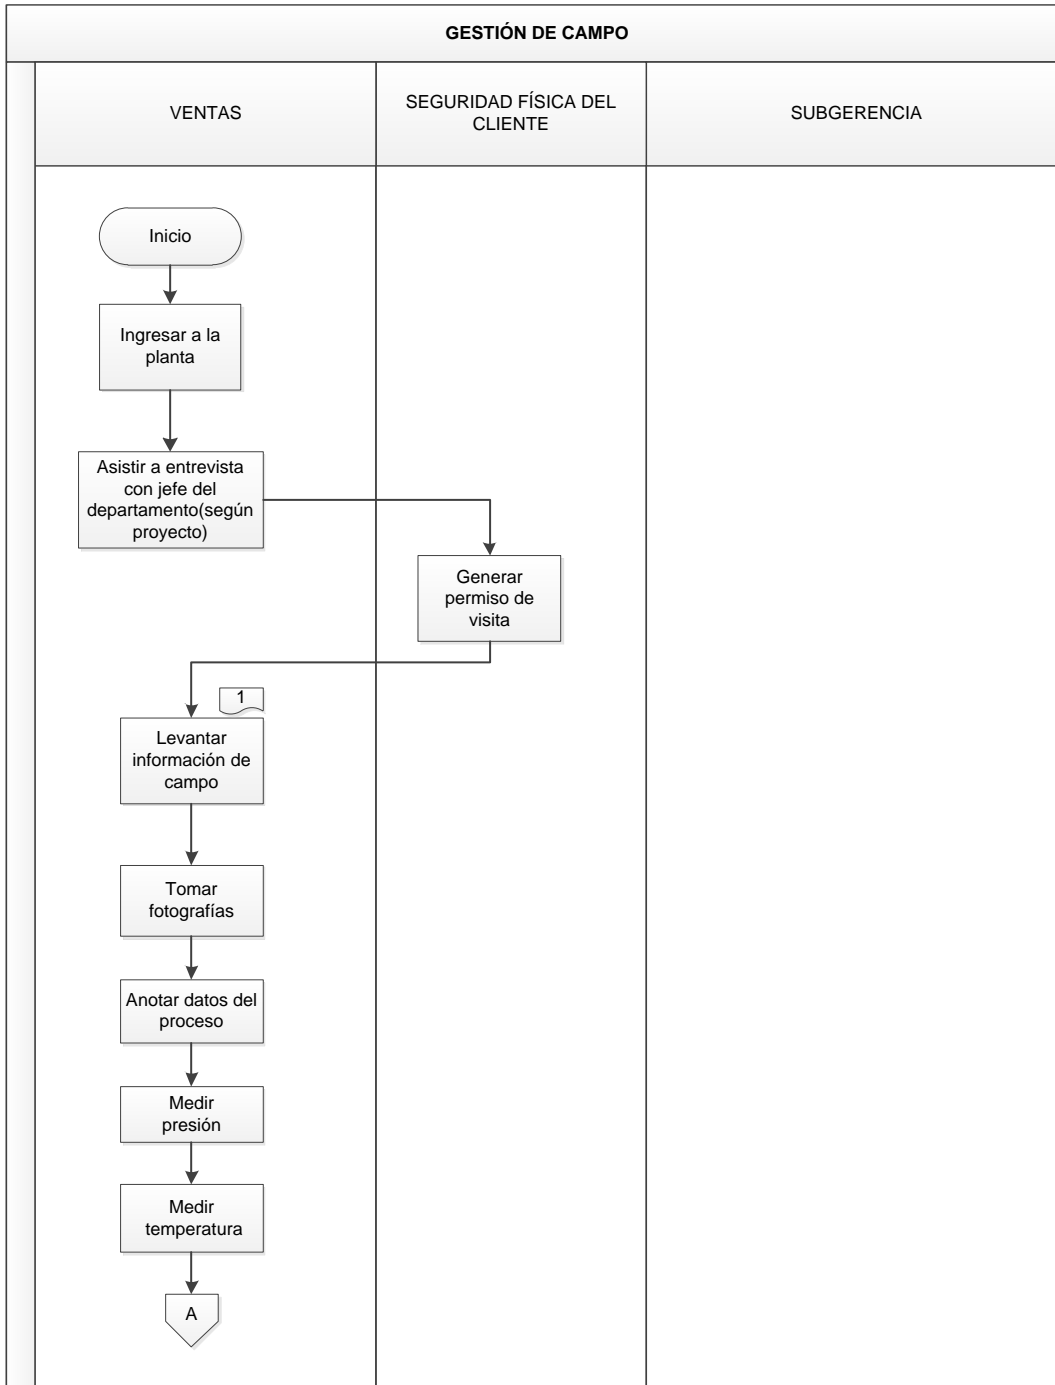 GESTIÓN DE CAMPO
VENTAS
SEGURIDAD FÍSICA DEL
CLIENTE
SUBGERENCIA
Inicio
Ingresar a la
planta
Asistir a entrevista
con jefe del
departamento(según
proyecto)
Generar
permiso de
visita
1
Levantar
información de
campo
Tomar
fotografías
Anotar datos del
proceso
Medir
presión
Medir
temperatura
A